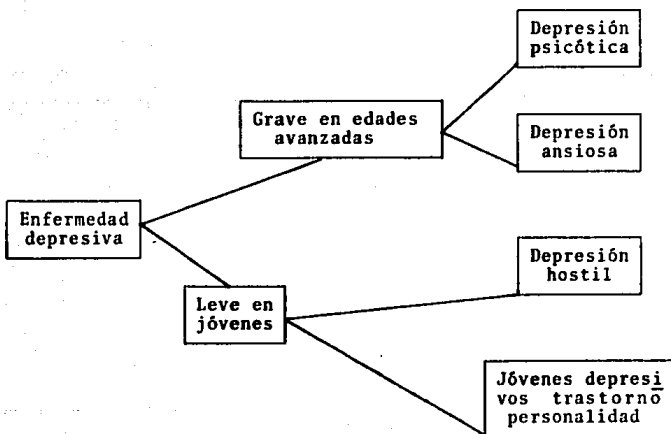 Depresión
psicótica
Grave en edades
avanzadas
Depresión
ansiosa
Enfermedad
depresiva
Leve en
jóvenes
Depresión
hostil
Jóvenes depresi
vos trastorno
personalidad